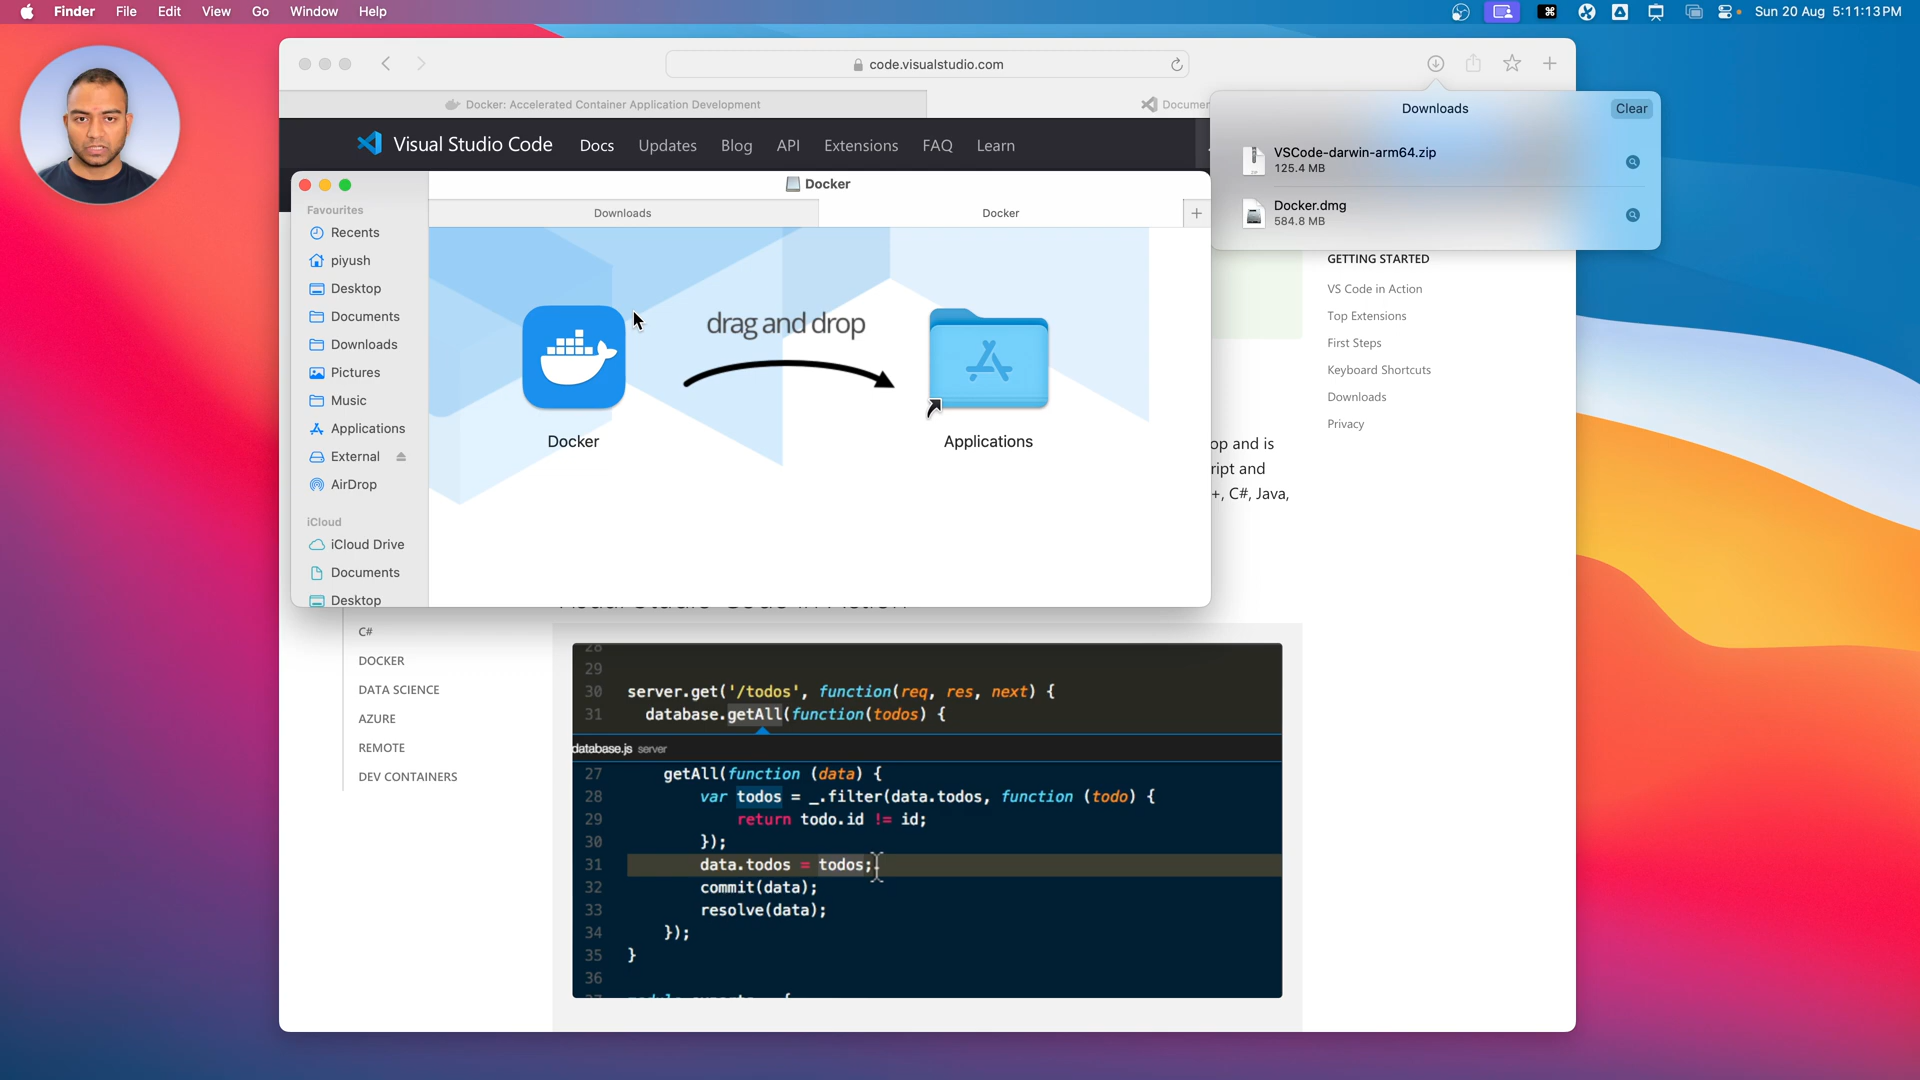 Finder File Edit View Go Window Help
Sun 20 Aug 5:11:13 PM
code.visualstudio.com
Docker: Accelerated Container Application Development
Downloads
Clear
VSCode-darwin-arm64.zip
125.4 MB
Docker.dmg
584.8 MB
Visual Studio Code Docs Updates Blog API Extensions FAQ Learn
Docker
Downloads
Docker
Favourites
Recents
piyush
Desktop
Documents
Downloads
Pictures
Music
Applications
External
AirDrop
iCloud
iCloud Drive
Documents
Desktop
drag and drop
Docker
Applications
GETTING STARTED
VS Code in Action
Top Extensions
First Steps
Keyboard Shortcuts
Downloads
Privacy
and is
and
C#, Java,
C#
DOCKER
DATA SCIENCE
AZURE
REMOTE
DEV CONTAINERS
28
29
30 server.get('/todos', function(req, res, next) {
31 database.getAll(function(todos) {
database.js server
27 getAll(function (data) {
28 var todos = _.filter(data.todos, function (todo) {
29 return todo.id != id;
30 });
31 data.todos = todos;
32 commit(data);
33 resolve(data);
34 });
35 }
36